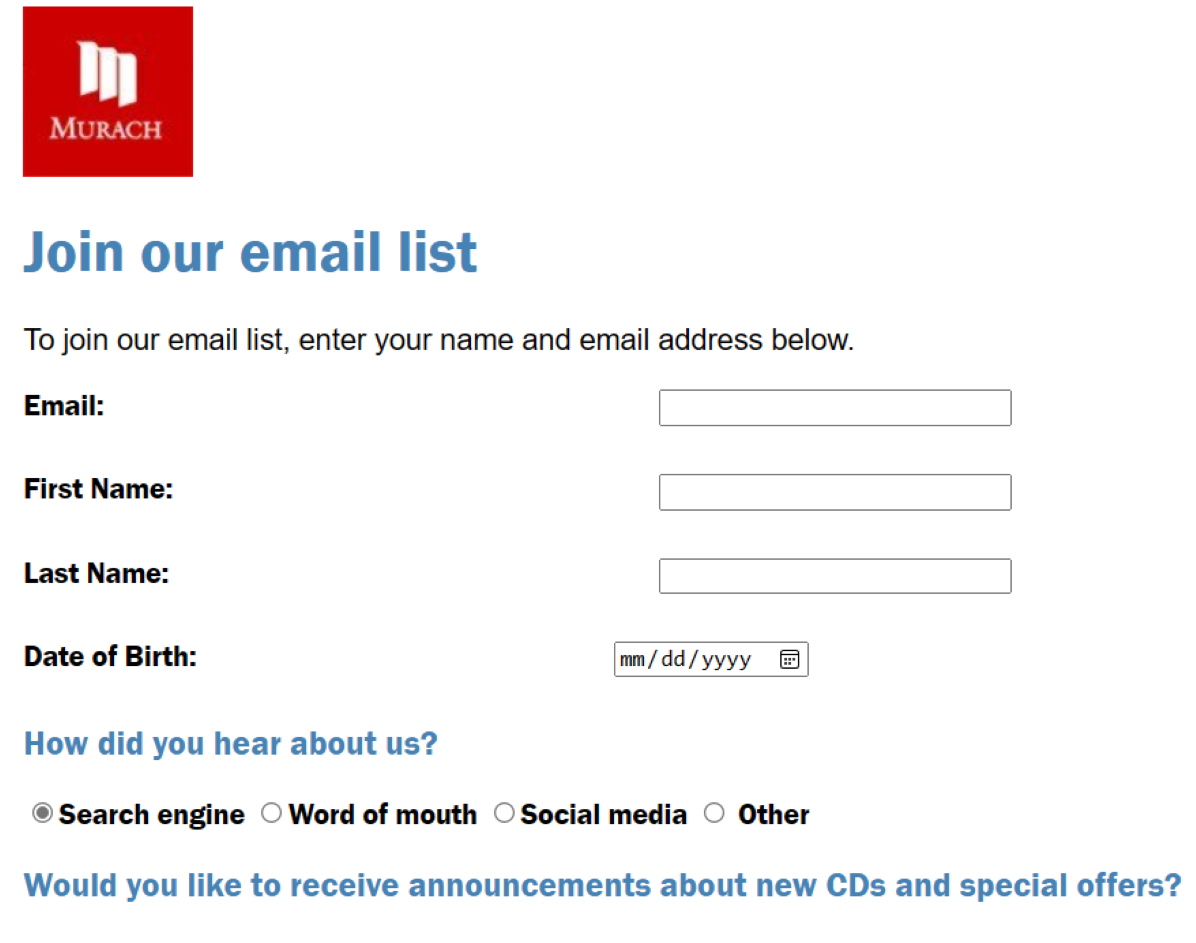 MURACH
Join our email list
To join our email list, enter your name and email address below.
Email:
First Name:
Last Name:
Date of Birth: mm/dd/yyyy
How did you hear about us?
Search engine Word of mouth Social media Other
Would you like to receive announcements about new CDs and special offers?